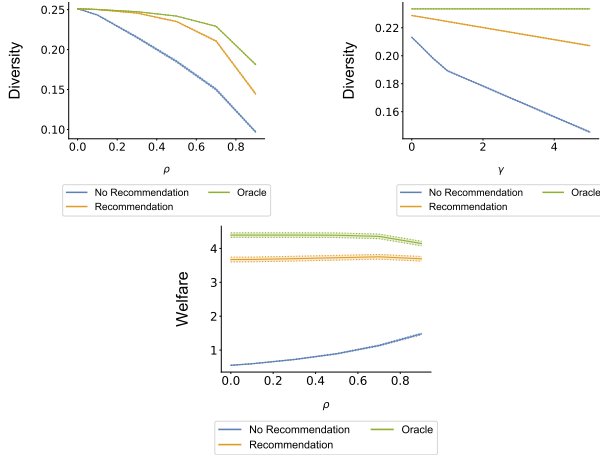 0.25
0.20
0.15
0.10
Diversity
0.0 0.2 0.4 0.6 0.8
ρ
No Recommendation Oracle
Recommendation
0.22
0.20
0.18
0.16
Diversity
0 2 4
γ
No Recommendation Oracle
Recommendation
4
3
2
1
Welfare
0.0 0.2 0.4 0.6 0.8
ρ
No Recommendation Oracle
Recommendation